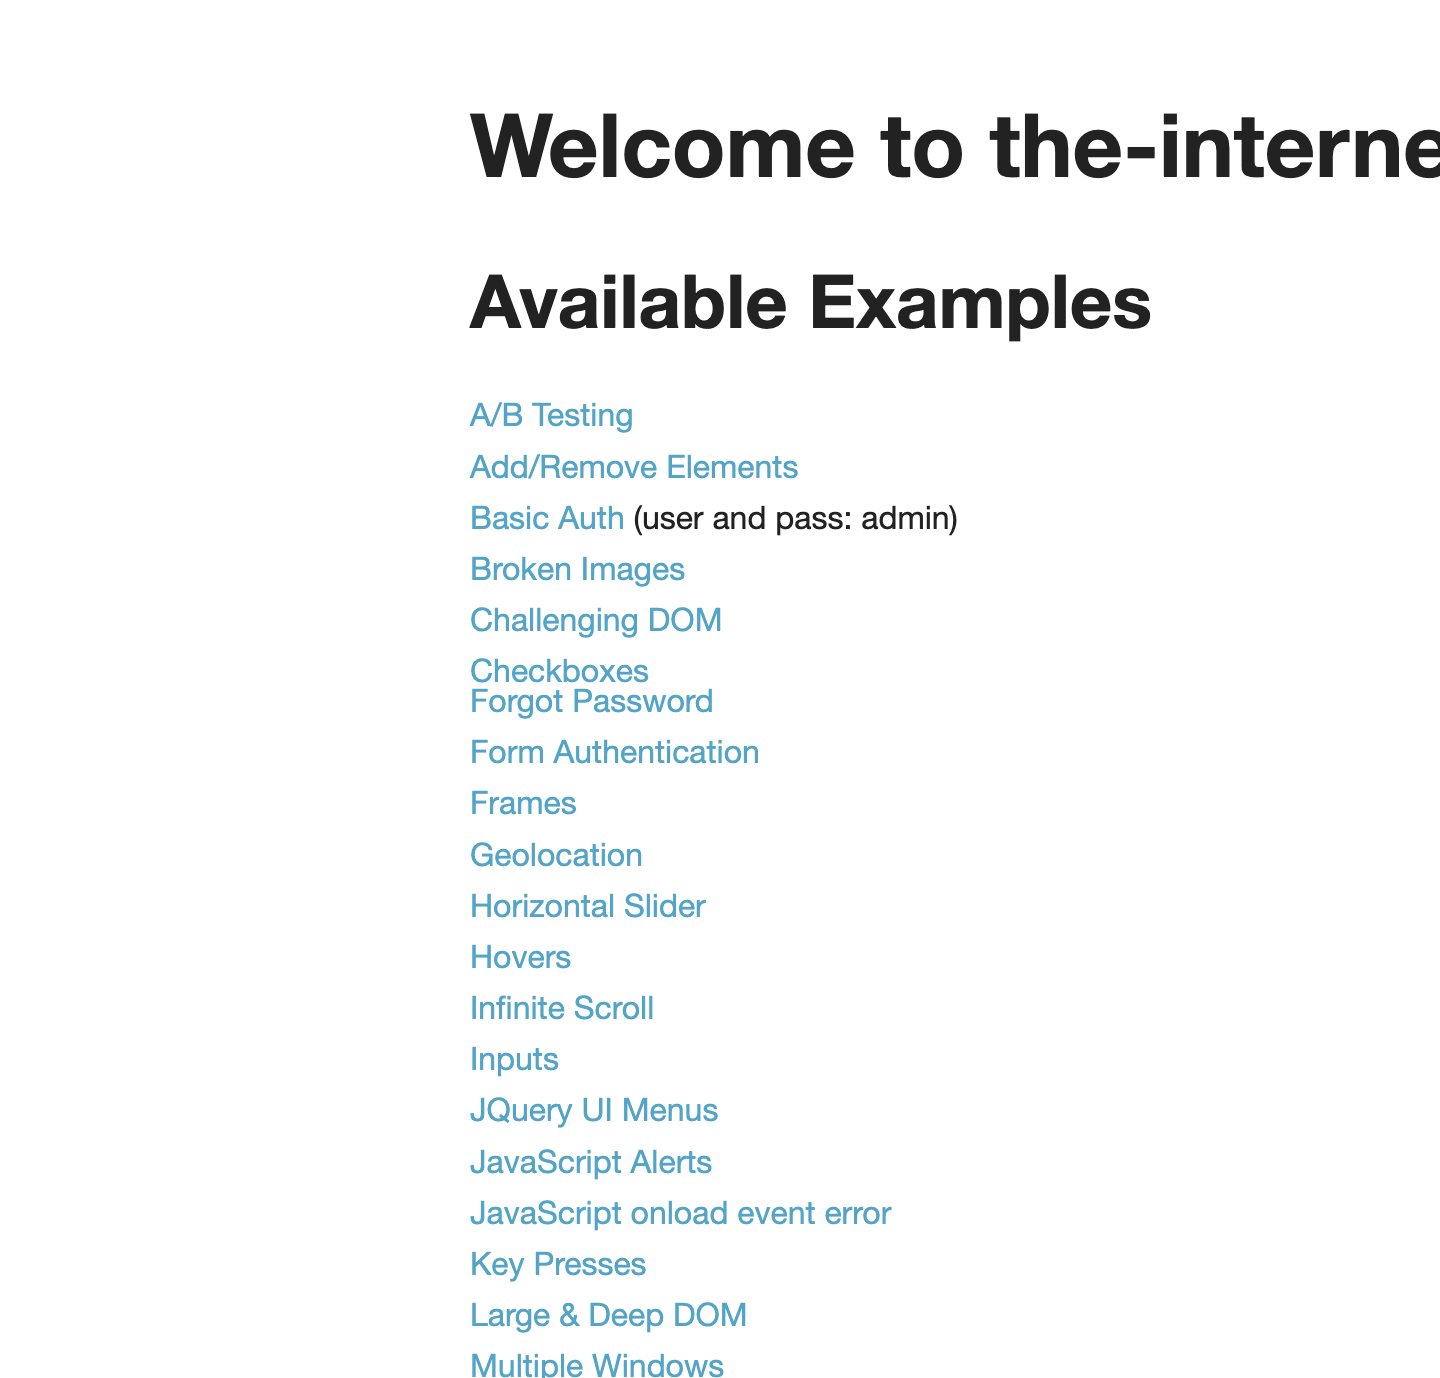 Welcome to the-interne
Available Examples
A/B Testing
Add/Remove Elements
Basic Auth (user and pass: admin)
Broken Images
Challenging DOM
Checkboxes
Forgot Password
Form Authentication
Frames
Geolocation
Horizontal Slider
Hovers
Infinite Scroll
Inputs
JQuery UI Menus
JavaScript Alerts
JavaScript onload event error
Key Presses
Large & Deep DOM
Multiple Windows